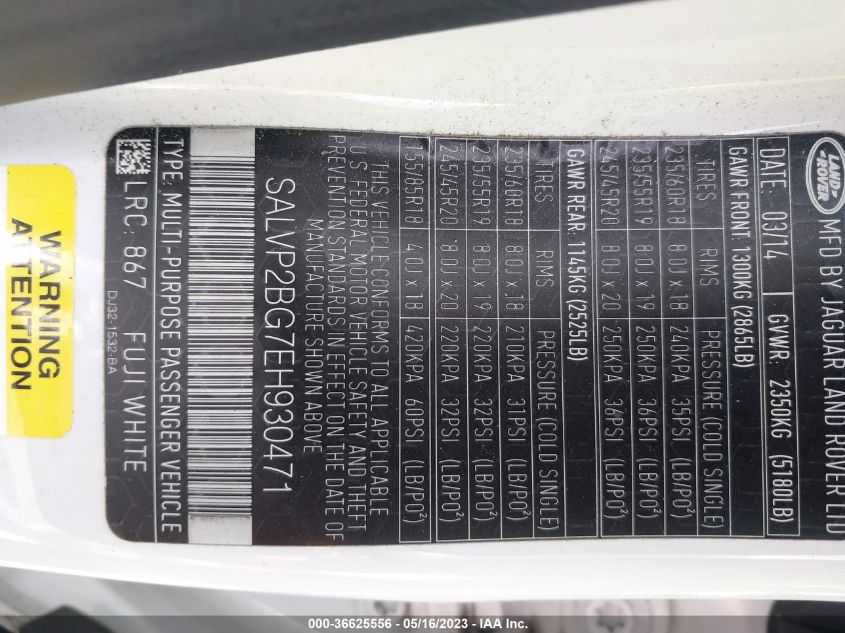 LAND-
ROVER
MFD BY JAGUAR LAND ROVER LTD
DATE: 03/14 GVWR: 2350KG (5180LB)
GAWR FRONT: 1300KG (2865LB)
TIRES RIMS PRESSURE (COLD SINGLE)
235/60R18 8.0J x 18 240KPA 35PSI (LB/PO²)
235/55R19 8.0J x 19 250KPA 36PSI (LB/PO²)
245/45R20 8.0J x 20 250KPA 36PSI (LB/PO²)
GAWR REAR: 1145KG (2525LB)
TIRES RIMS PRESSURE (COLD SINGLE)
235/60R18 8.0J x 18 210KPA 31PSI (LB/PO²)
235/55R19 8.0J x 19 220KPA 32PSI (LB/PO²)
245/45R20 8.0J x 20 220KPA 32PSI (LB/PO²)
155/85R18 4.0J x 18 420KPA 60PSI (LB/PO²)
THIS VEHICLE CONFORMS TO ALL APPLICABLE
U.S. FEDERAL MOTOR VEHICLE SAFETY AND THEFT
PREVENTION STANDARDS IN EFFECT ON THE DATE OF
MANUFACTURE SHOWN ABOVE
SALVP2BG7EH930471
TYPE: MULTI-PURPOSE PASSENGER VEHICLE
LRC: 867 FUJI WHITE
DJ32-1532-BA
WARNING
ATTENTION
000-36625556 - 05/16/2023 - IAA Inc.